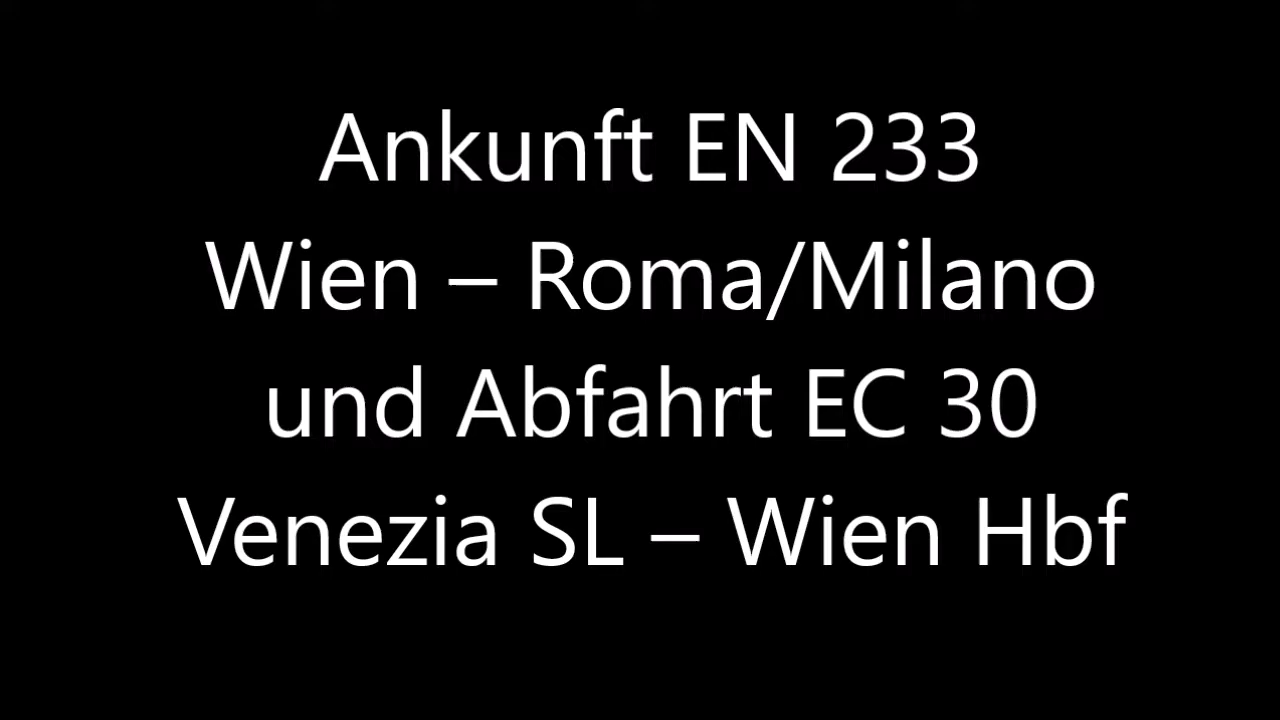 Ankunft EN 233
Wien – Roma/Milano
und Abfahrt EC 30
Venezia SL – Wien Hbf